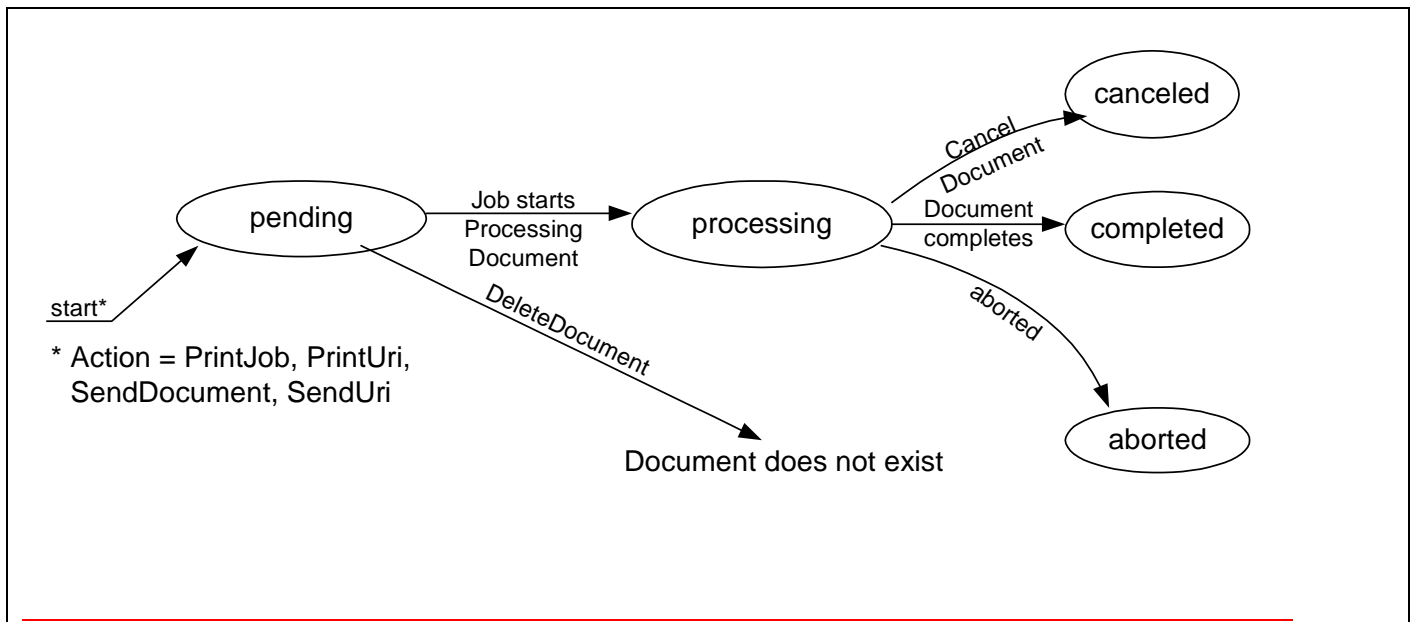 canceled
Cancel
Document
pending
Job starts
Processing
Document
processing
Document
completes
completed
start*
DeleteDocument
aborted
* Action = PrintJob, PrintUri,
SendDocument, SendUri
Document does not exist
aborted